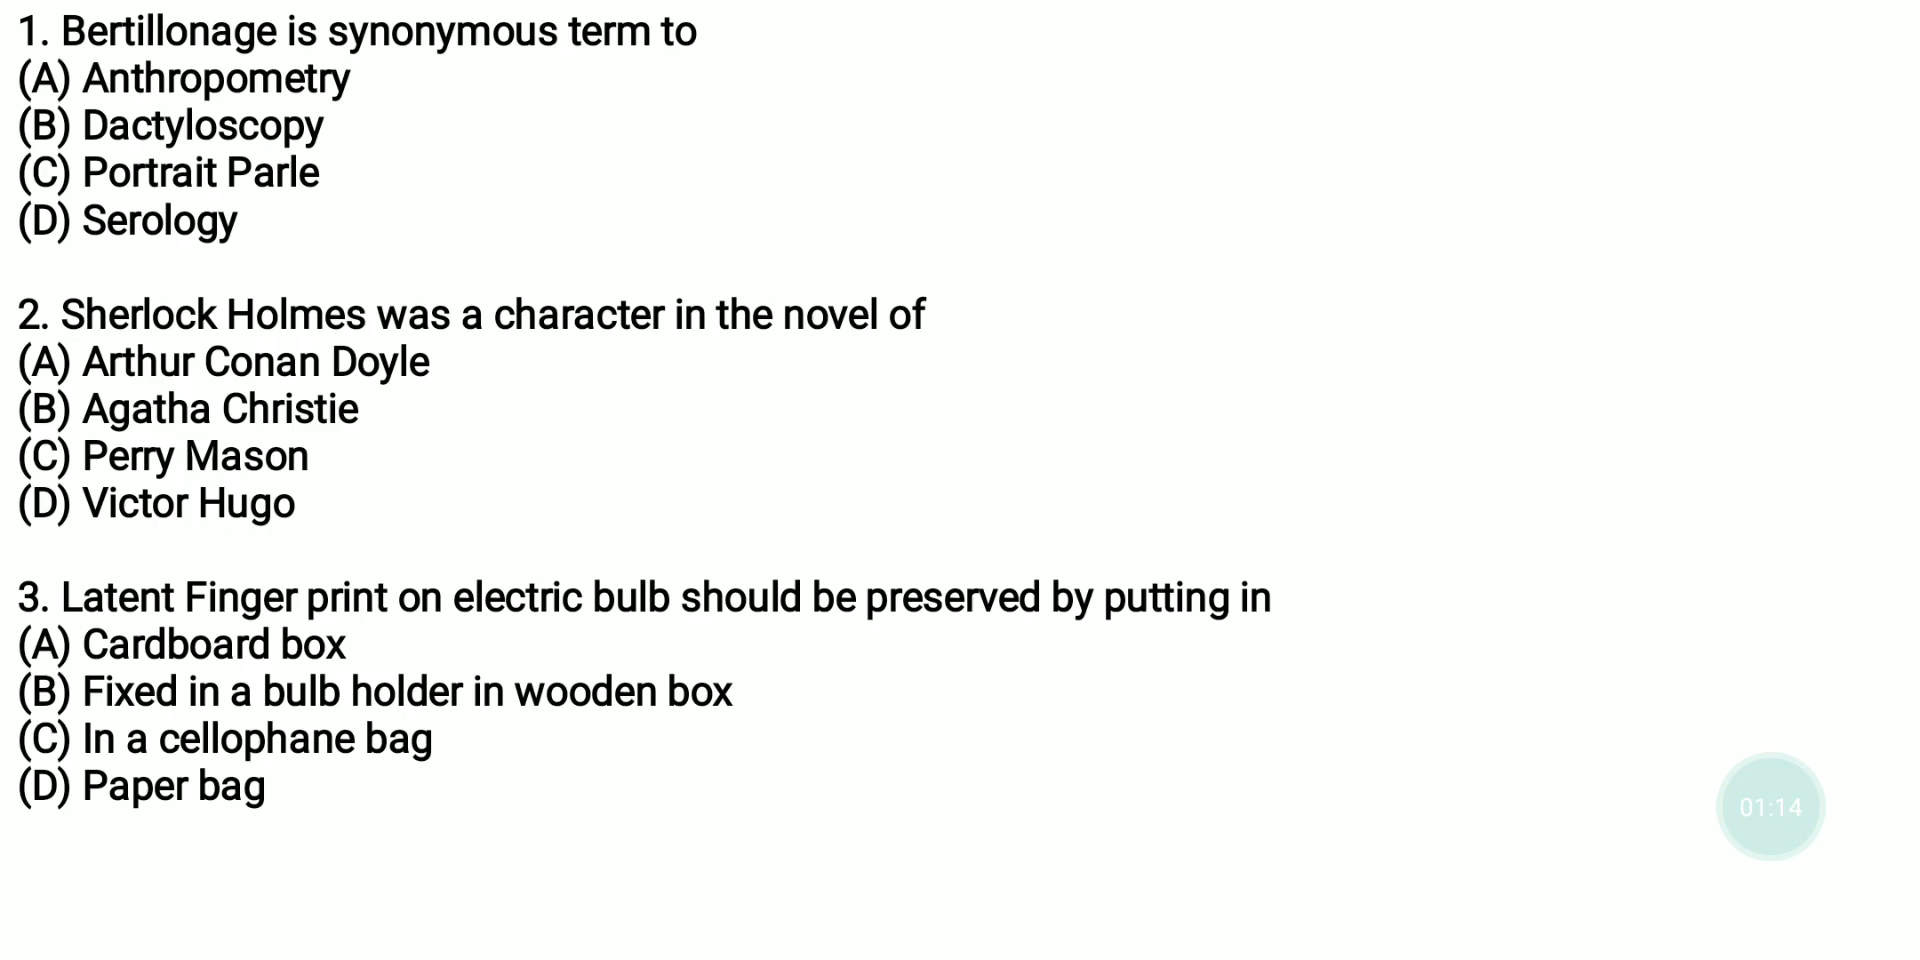 1. Bertillonage is synonymous term to
(A) Anthropometry
(B) Dactyloscopy
(C) Portrait Parle
(D) Serology
2. Sherlock Holmes was a character in the novel of
(A) Arthur Conan Doyle
(B) Agatha Christie
(C) Perry Mason
(D) Victor Hugo
3. Latent Finger print on electric bulb should be preserved by putting in
(A) Cardboard box
(B) Fixed in a bulb holder in wooden box
(C) In a cellophane bag
(D) Paper bag
01:14